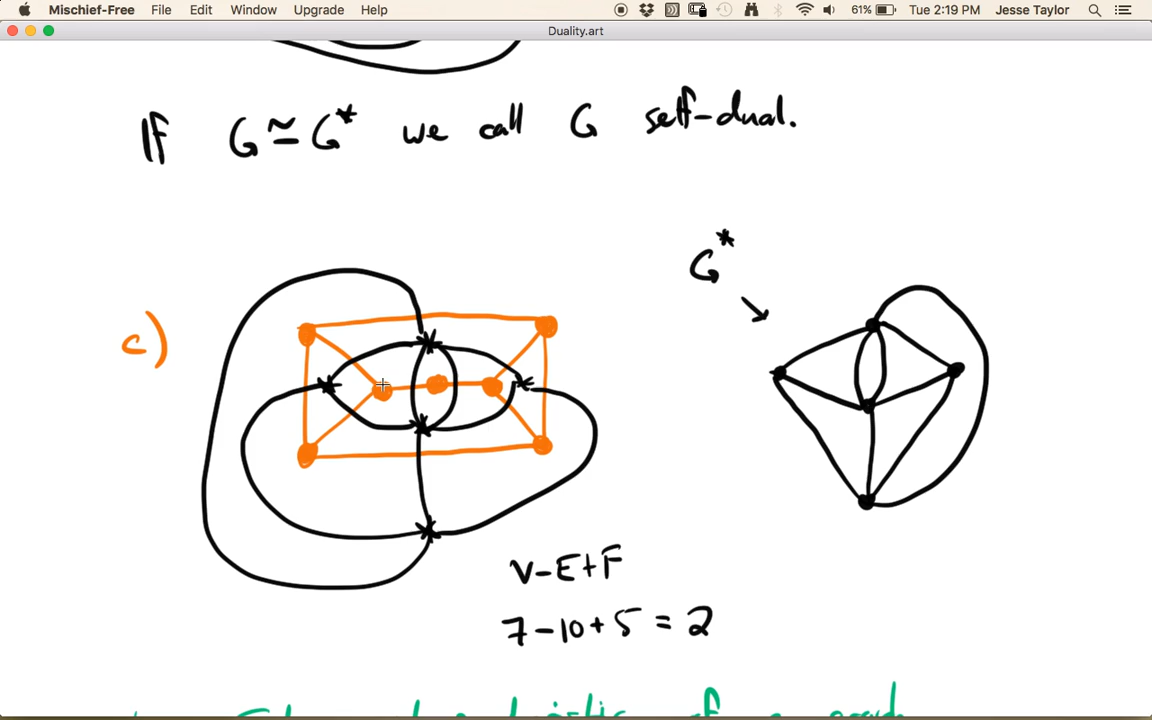 Mischief-Free File Edit Window Upgrade Help 61% Tue 2:19 PM Jesse Taylor
Duality.art
If G ≅ G* we call G self-dual.
G*
c)
V-E+F
7-10+5 = 2